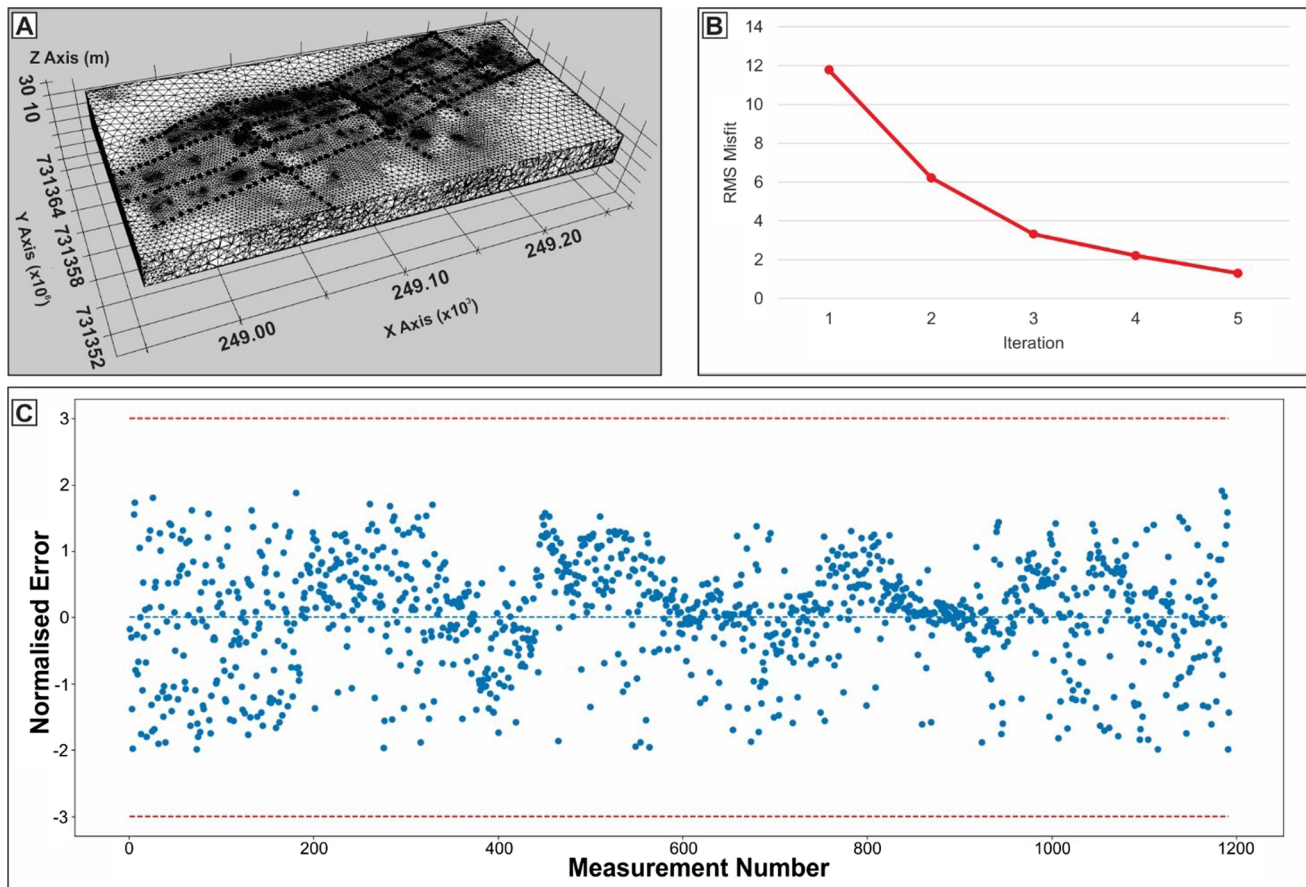 A
Z Axis (m)
30
10
731364
731358
731352
Y Axis (x10⁶)
249.00
249.10
249.20
X Axis (x10³)
B
14
12
10
8
6
4
2
0
RMS Misfit
1 2 3 4 5
Iteration
C
3
2
1
0
-1
-2
-3
Normalised Error
0 200 400 600 800 1000 1200
Measurement Number